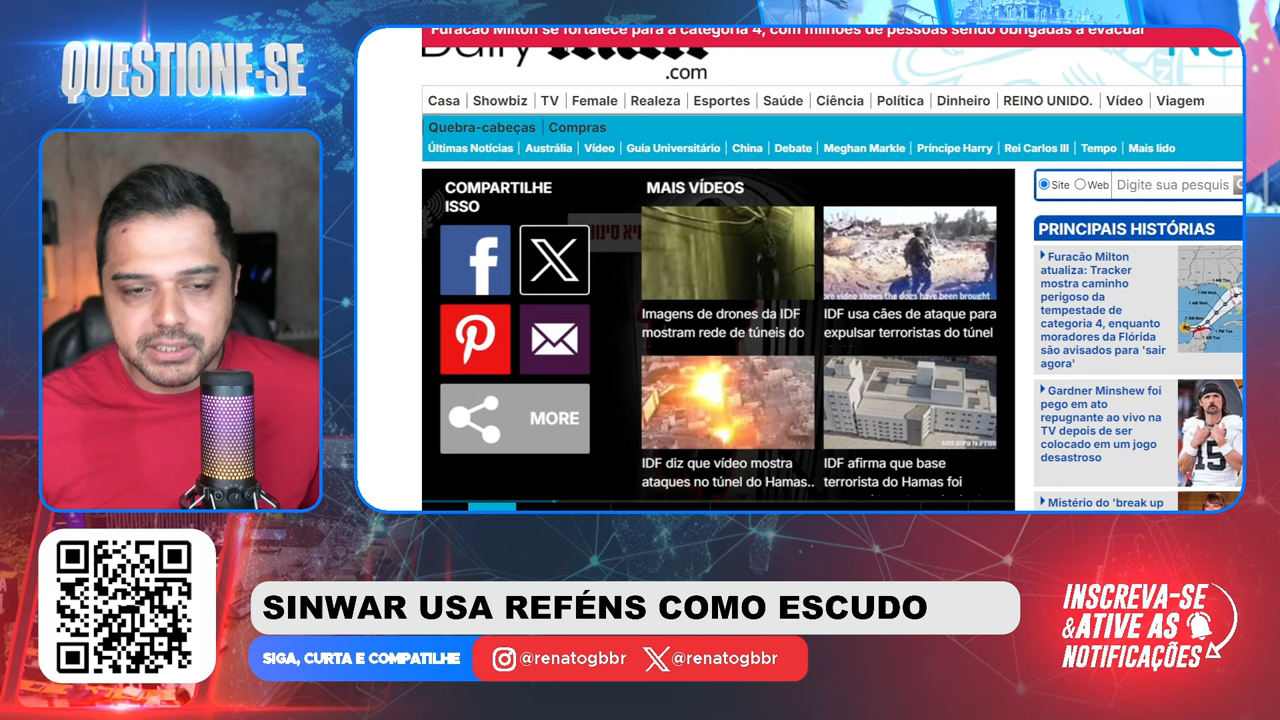 QUESTIONE-SE
Furacão Milton se fortalece para a categoria 4, com milhões de pessoas sendo obrigadas a evacuar
Daily Mail
.com
Casa | Showbiz | TV | Female | Realeza | Esportes | Saúde | Ciência | Política | Dinheiro | REINO UNIDO. | Vídeo | Viagem
Quebra-cabeças | Compras
Últimas Notícias | Austrália | Vídeo | Guia Universitário | China | Debate | Meghan Markle | Príncipe Harry | Rei Carlos III | Tempo | Mais lido
COMPARTILHE
ISSO
MORE
MAIS VÍDEOS
Imagens de drones da IDF
mostram rede de túneis do
IDF usa cães de ataque para
expulsar terroristas do túnel
IDF diz que vídeo mostra
ataques no túnel do Hamas..
IDF afirma que base
terrorista do Hamas foi
Site Web Digite sua pesquis
PRINCIPAIS HISTÓRIAS
Furacão Milton
atualiza: Tracker
mostra caminho
perigoso da
tempestade de
categoria 4, enquanto
moradores da Flórida
são avisados para 'sair
agora'
Gardner Minshew foi
pego em ato
repugnante ao vivo na
TV depois de ser
colocado em um jogo
desastroso
15
Mistério do 'break up
SINWAR USA REFÉNS COMO ESCUDO
SIGA, CURTA E COMPATILHE @renatogbbr @renatogbbr
INSCREVA-SE
&ATIVE AS
NOTIFICAÇÕES